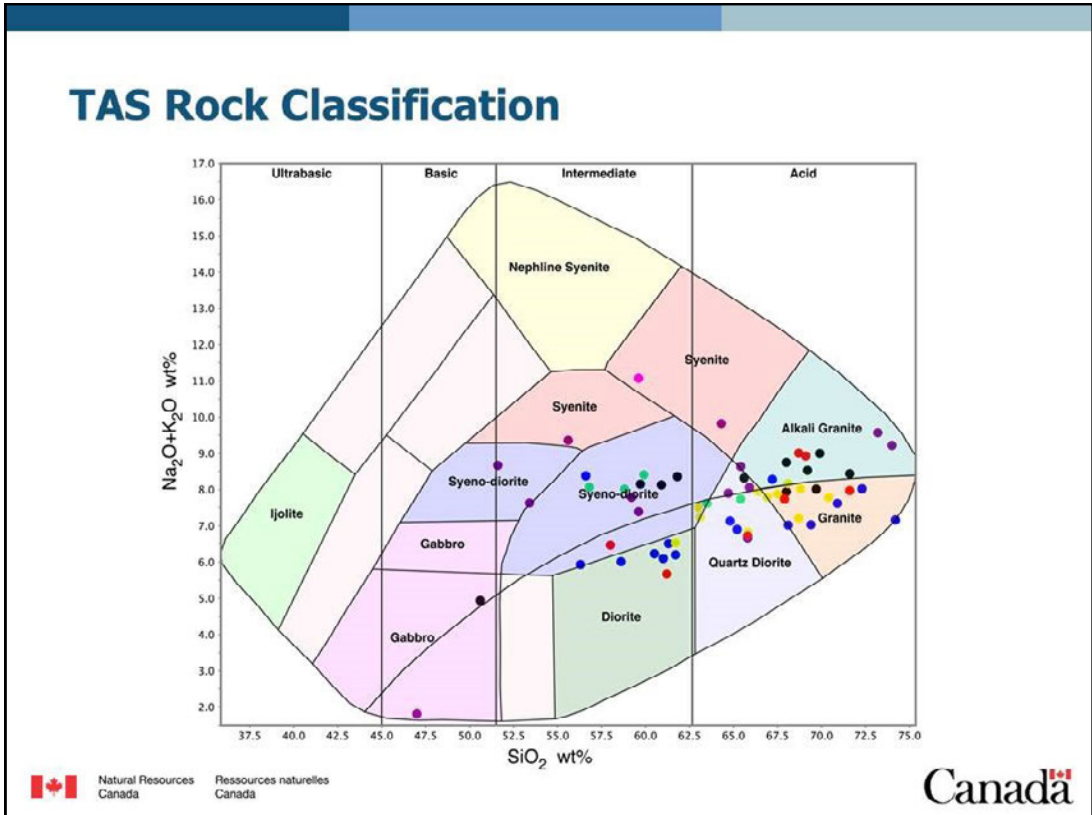 TAS Rock Classification
Ultrabasic Basic Intermediate Acid
17.0
16.0
15.0
14.0
13.0
12.0
11.0
10.0
9.0
8.0
7.0
6.0
5.0
4.0
3.0
2.0
Na2O+K2O wt%
Nephline Syenite
Syenite
Syenite
Alkali Granite
Syeno-diorite
Syeno-diorite
Ijolite
Granite
Gabbro
Quartz Diorite
Diorite
Gabbro
37.5 40.0 42.5 45.0 47.5 50.0 52.5 55.0 57.5 60.0 62.5 65.0 67.5 70.0 72.5 75.0
SiO2 wt%
Natural Resources
Canada
Ressources naturelles
Canada
Canada